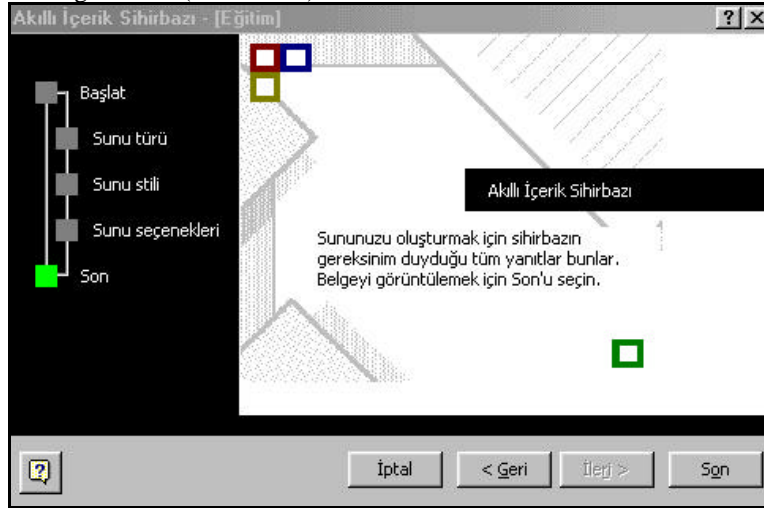 Akıllı İçerik Sihirbazı - [Eğitim]
Başlat
Sunu türü
Sunu stili
Sunu seçenekleri
Son
Akıllı İçerik Sihirbazı
Sununuzu oluşturmak için sihirbazın
gereksinim duyduğu tüm yanıtlar bunlar.
Belgeyi görüntülemek için Son'u seçin.
İptal
< Geri
İleri >
Son